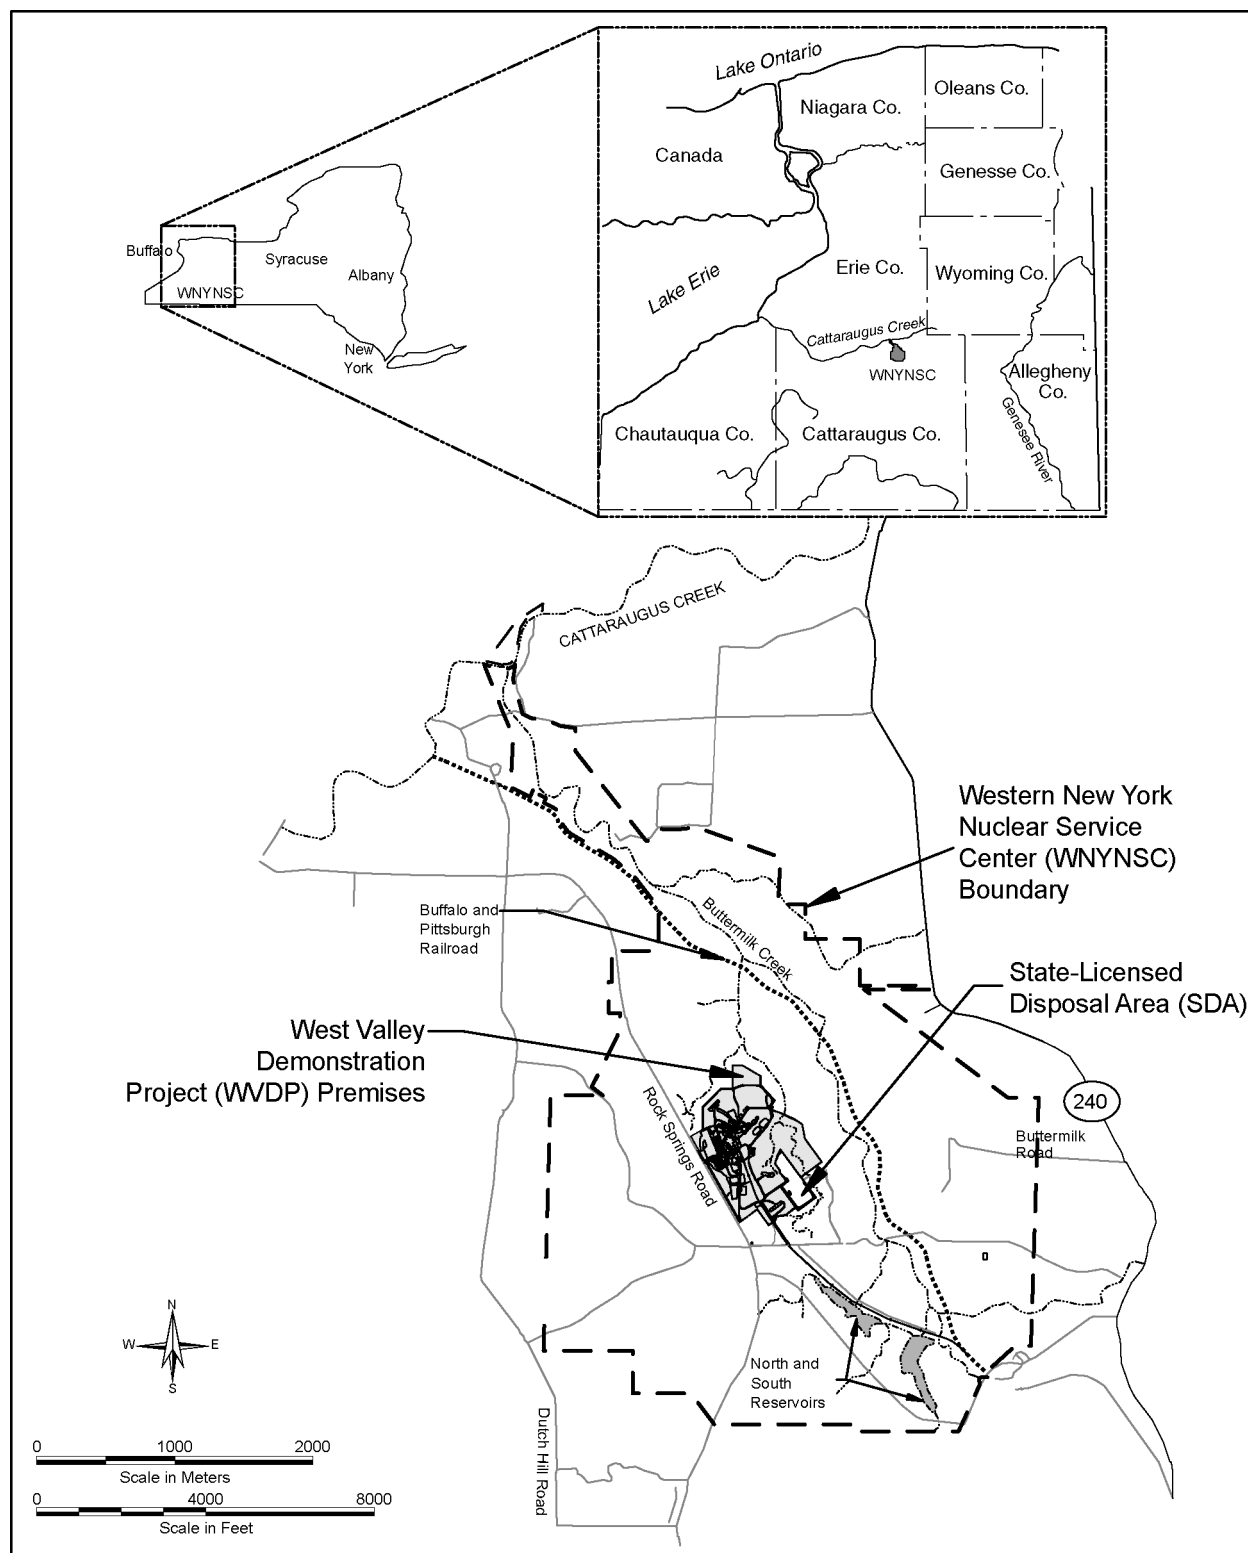 Lake Ontario
Oleans Co.
Niagara Co.
Canada
Genesse Co.
Buffalo
Syracuse
Albany
WNYNSC
New
York
Lake Erie
Erie Co.
Wyoming Co.
Cattaraugus Creek
WNYNSC
Allegheny
Co.
Genesee River
Chautauqua Co.
Cattaraugus Co.
CATTARAUGUS CREEK
Western New York
Nuclear Service
Center (WNYNSC)
Boundary
Buffalo and
Pittsburgh
Railroad
Buttermilk Creek
State-Licensed
Disposal Area (SDA)
West Valley
Demonstration
Project (WVDP) Premises
Rock Springs Road
240
Buttermilk
Road
N
W
E
S
North and
South
Reservoirs
Dutch Hill Road
0 1000 2000
Scale in Meters
0 4000 8000
Scale in Feet